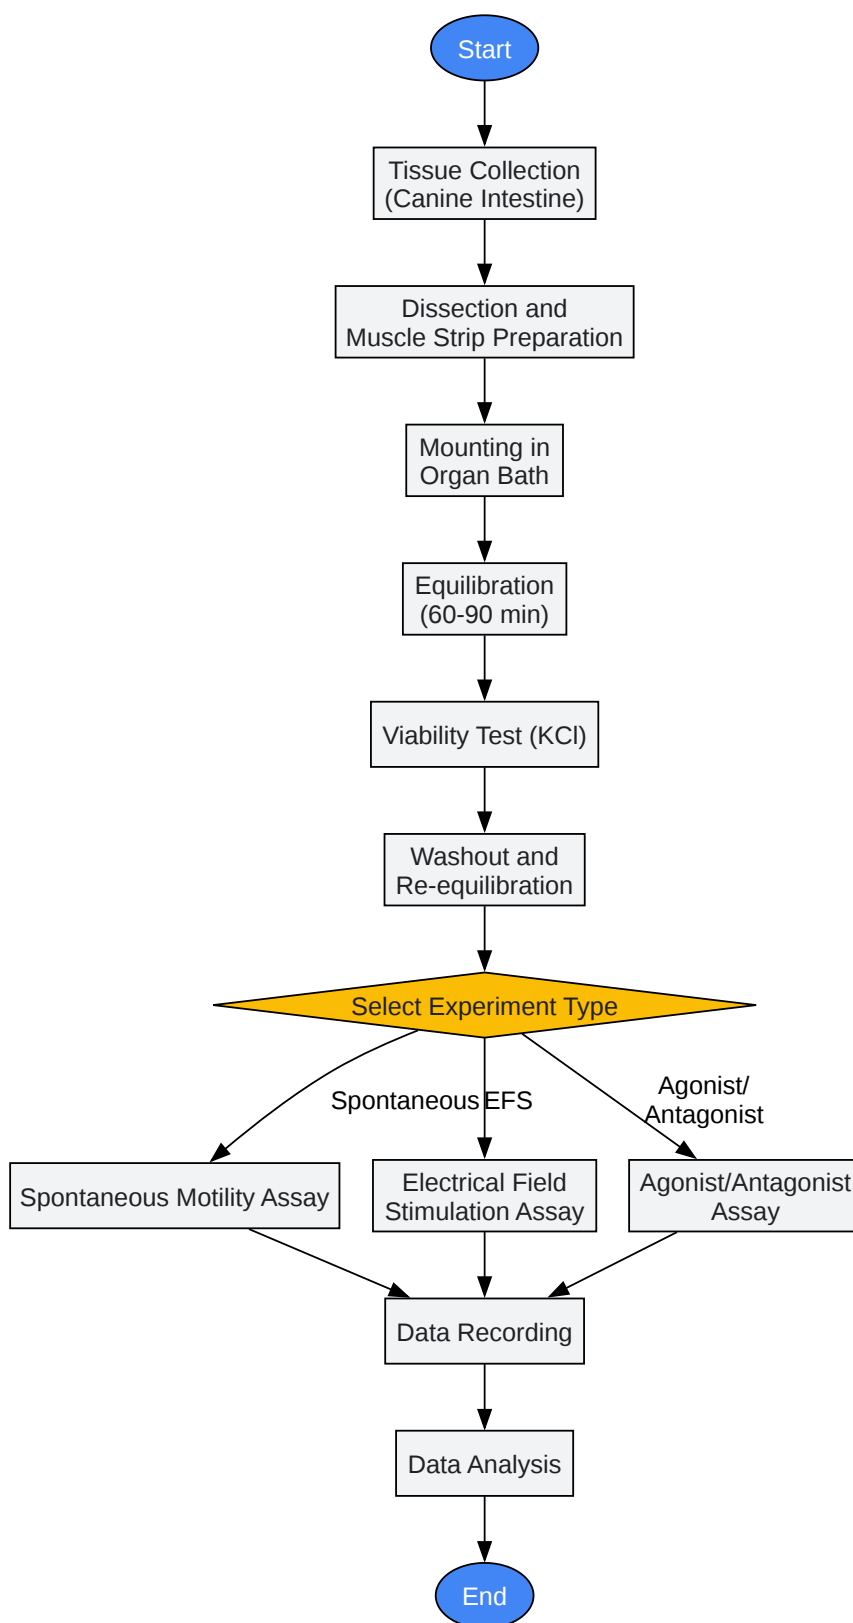 Start
Tissue Collection
(Canine Intestine)
Dissection and
Muscle Strip Preparation
Mounting in
Organ Bath
Equilibration
(60-90 min)
Viability Test (KCl)
Washout and
Re-equilibration
Select Experiment Type
Spontaneous
EFS
Agonist/
Antagonist
Spontaneous Motility Assay
Electrical Field
Stimulation Assay
Agonist/Antagonist
Assay
Data Recording
Data Analysis
End